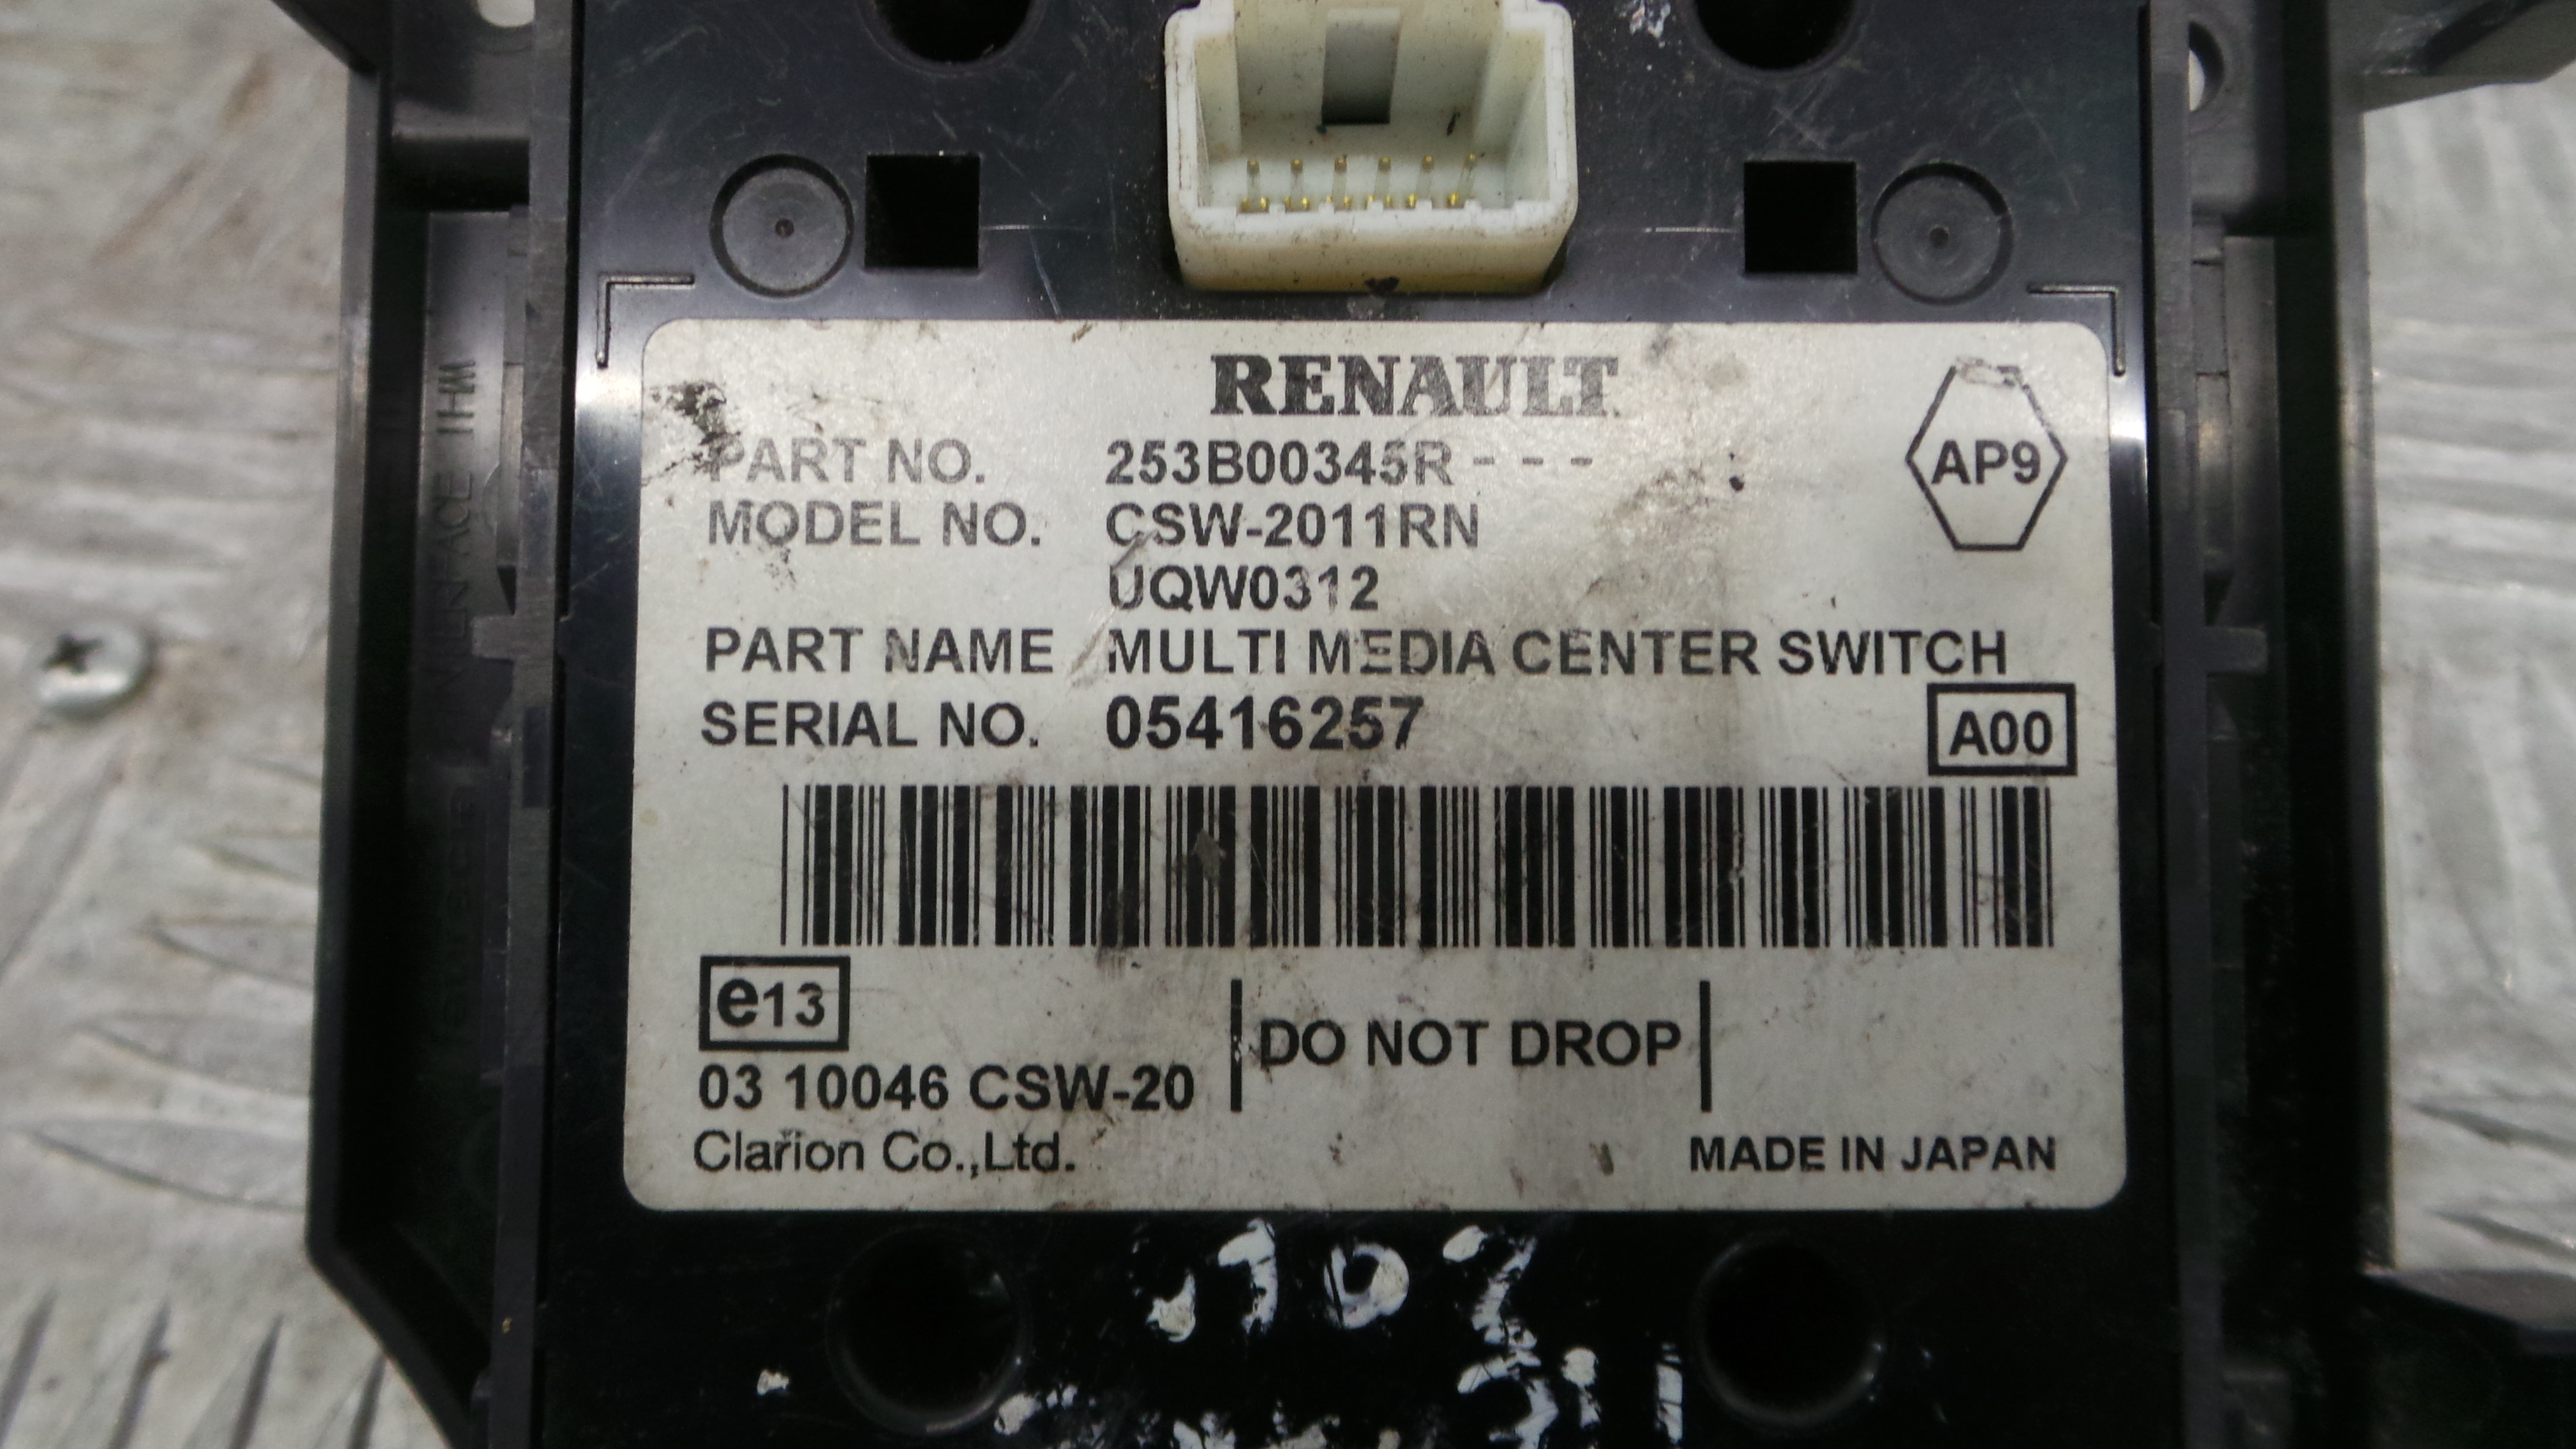 RENAULT
PART NO. 253B00345R - - -
AP9
MODEL NO. CSW-2011RN
UQW0312
PART NAME MULTI MEDIA CENTER SWITCH
SERIAL NO. 05416257
A00
e13
DO NOT DROP
03 10046 CSW-20
Clarion Co.,Ltd.
MADE IN JAPAN